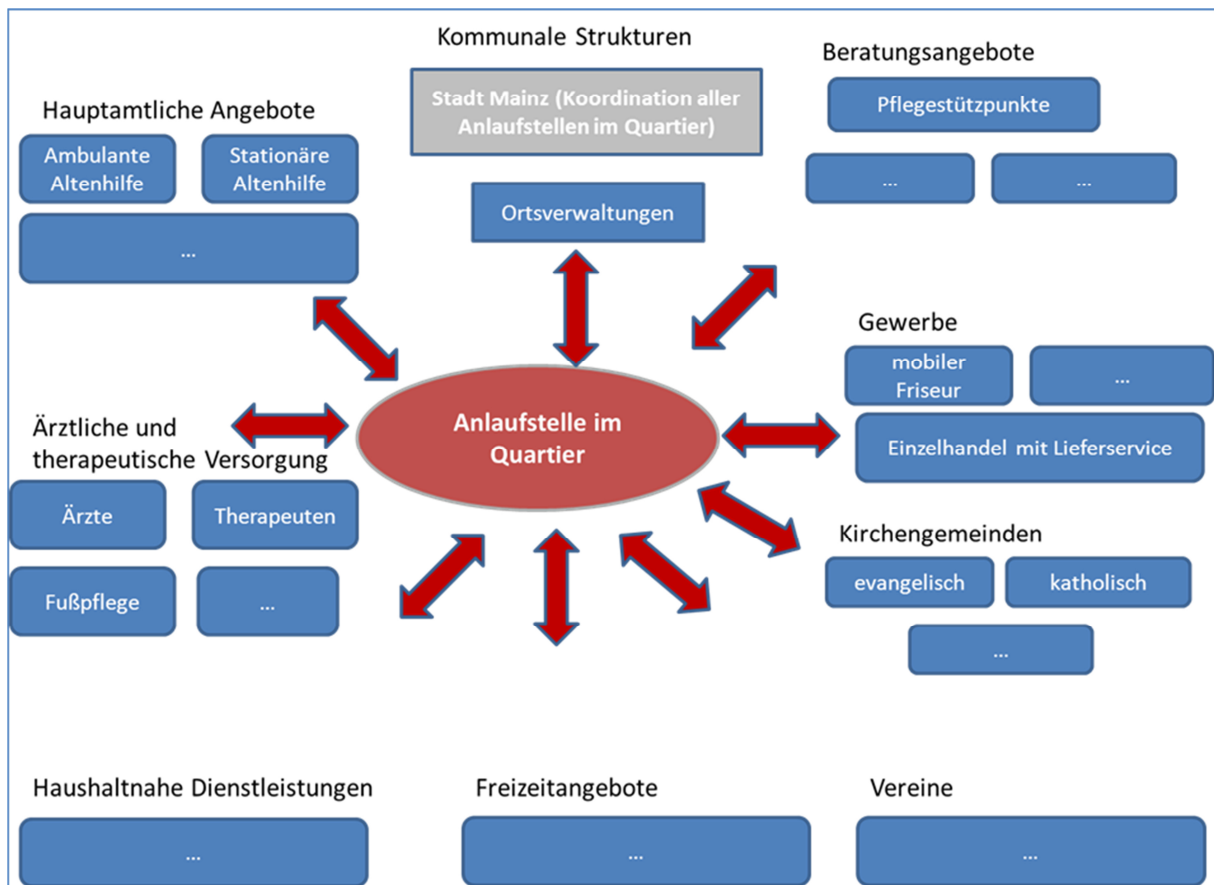 Kommunale Strukturen
Stadt Mainz (Koordination aller
Anlaufstellen im Quartier)
Ortsverwaltungen
Beratungsangebote
Pflegestützpunkte
...
...
Hauptamtliche Angebote
Ambulante
Altenhilfe
Stationäre
Altenhilfe
...
Gewerbe
mobiler
Friseur
...
Einzelhandel mit Lieferservice
Anlaufstelle im
Quartier
Ärztliche und
therapeutische Versorgung
Ärzte
Therapeuten
Fußpflege
...
Kirchengemeinden
evangelisch
katholisch
...
Haushaltnahe Dienstleistungen
...
Freizeitangebote
...
Vereine
...